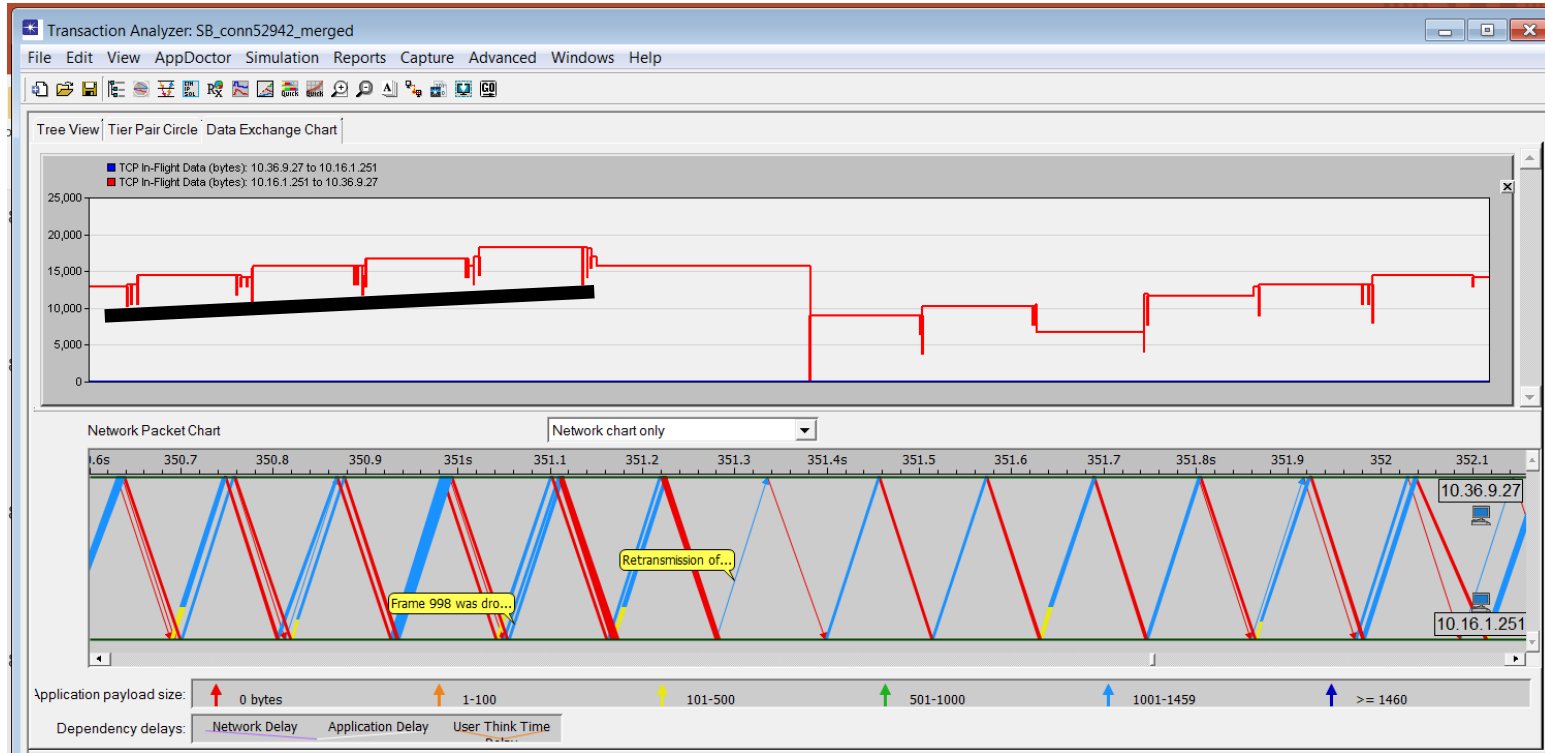 Transaction Analyzer: SB_conn52942_merged
File Edit View AppDoctor Simulation Reports Capture Advanced Windows Help
Tree View Tier Pair Circle Data Exchange Chart
TCP In-Flight Data (bytes): 10.36.9.27 to 10.16.1.251
TCP In-Flight Data (bytes): 10.16.1.251 to 10.36.9.27
25,000
20,000
15,000
10,000
5,000
0
Network Packet Chart Network chart only
.6s 350.7 350.8 350.9 351s 351.1 351.2 351.3 351.4s 351.5 351.6 351.7 351.8s 351.9 352 352.1
10.36.9.27
Retransmission of...
Frame 998 was dro...
10.16.1.251
Application payload size: 0 bytes 1-100 101-500 501-1000 1001-1459 >= 1460
Dependency delays: Network Delay Application Delay User Think Time